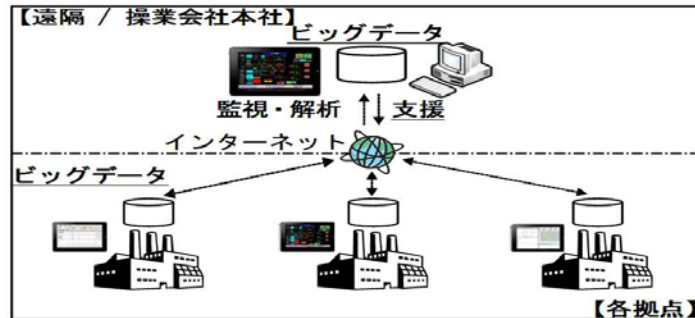 【遠隔 / 操業会社本社】
ビッグデータ
監視・解析
支援
インターネット
ビッグデータ
【各拠点】